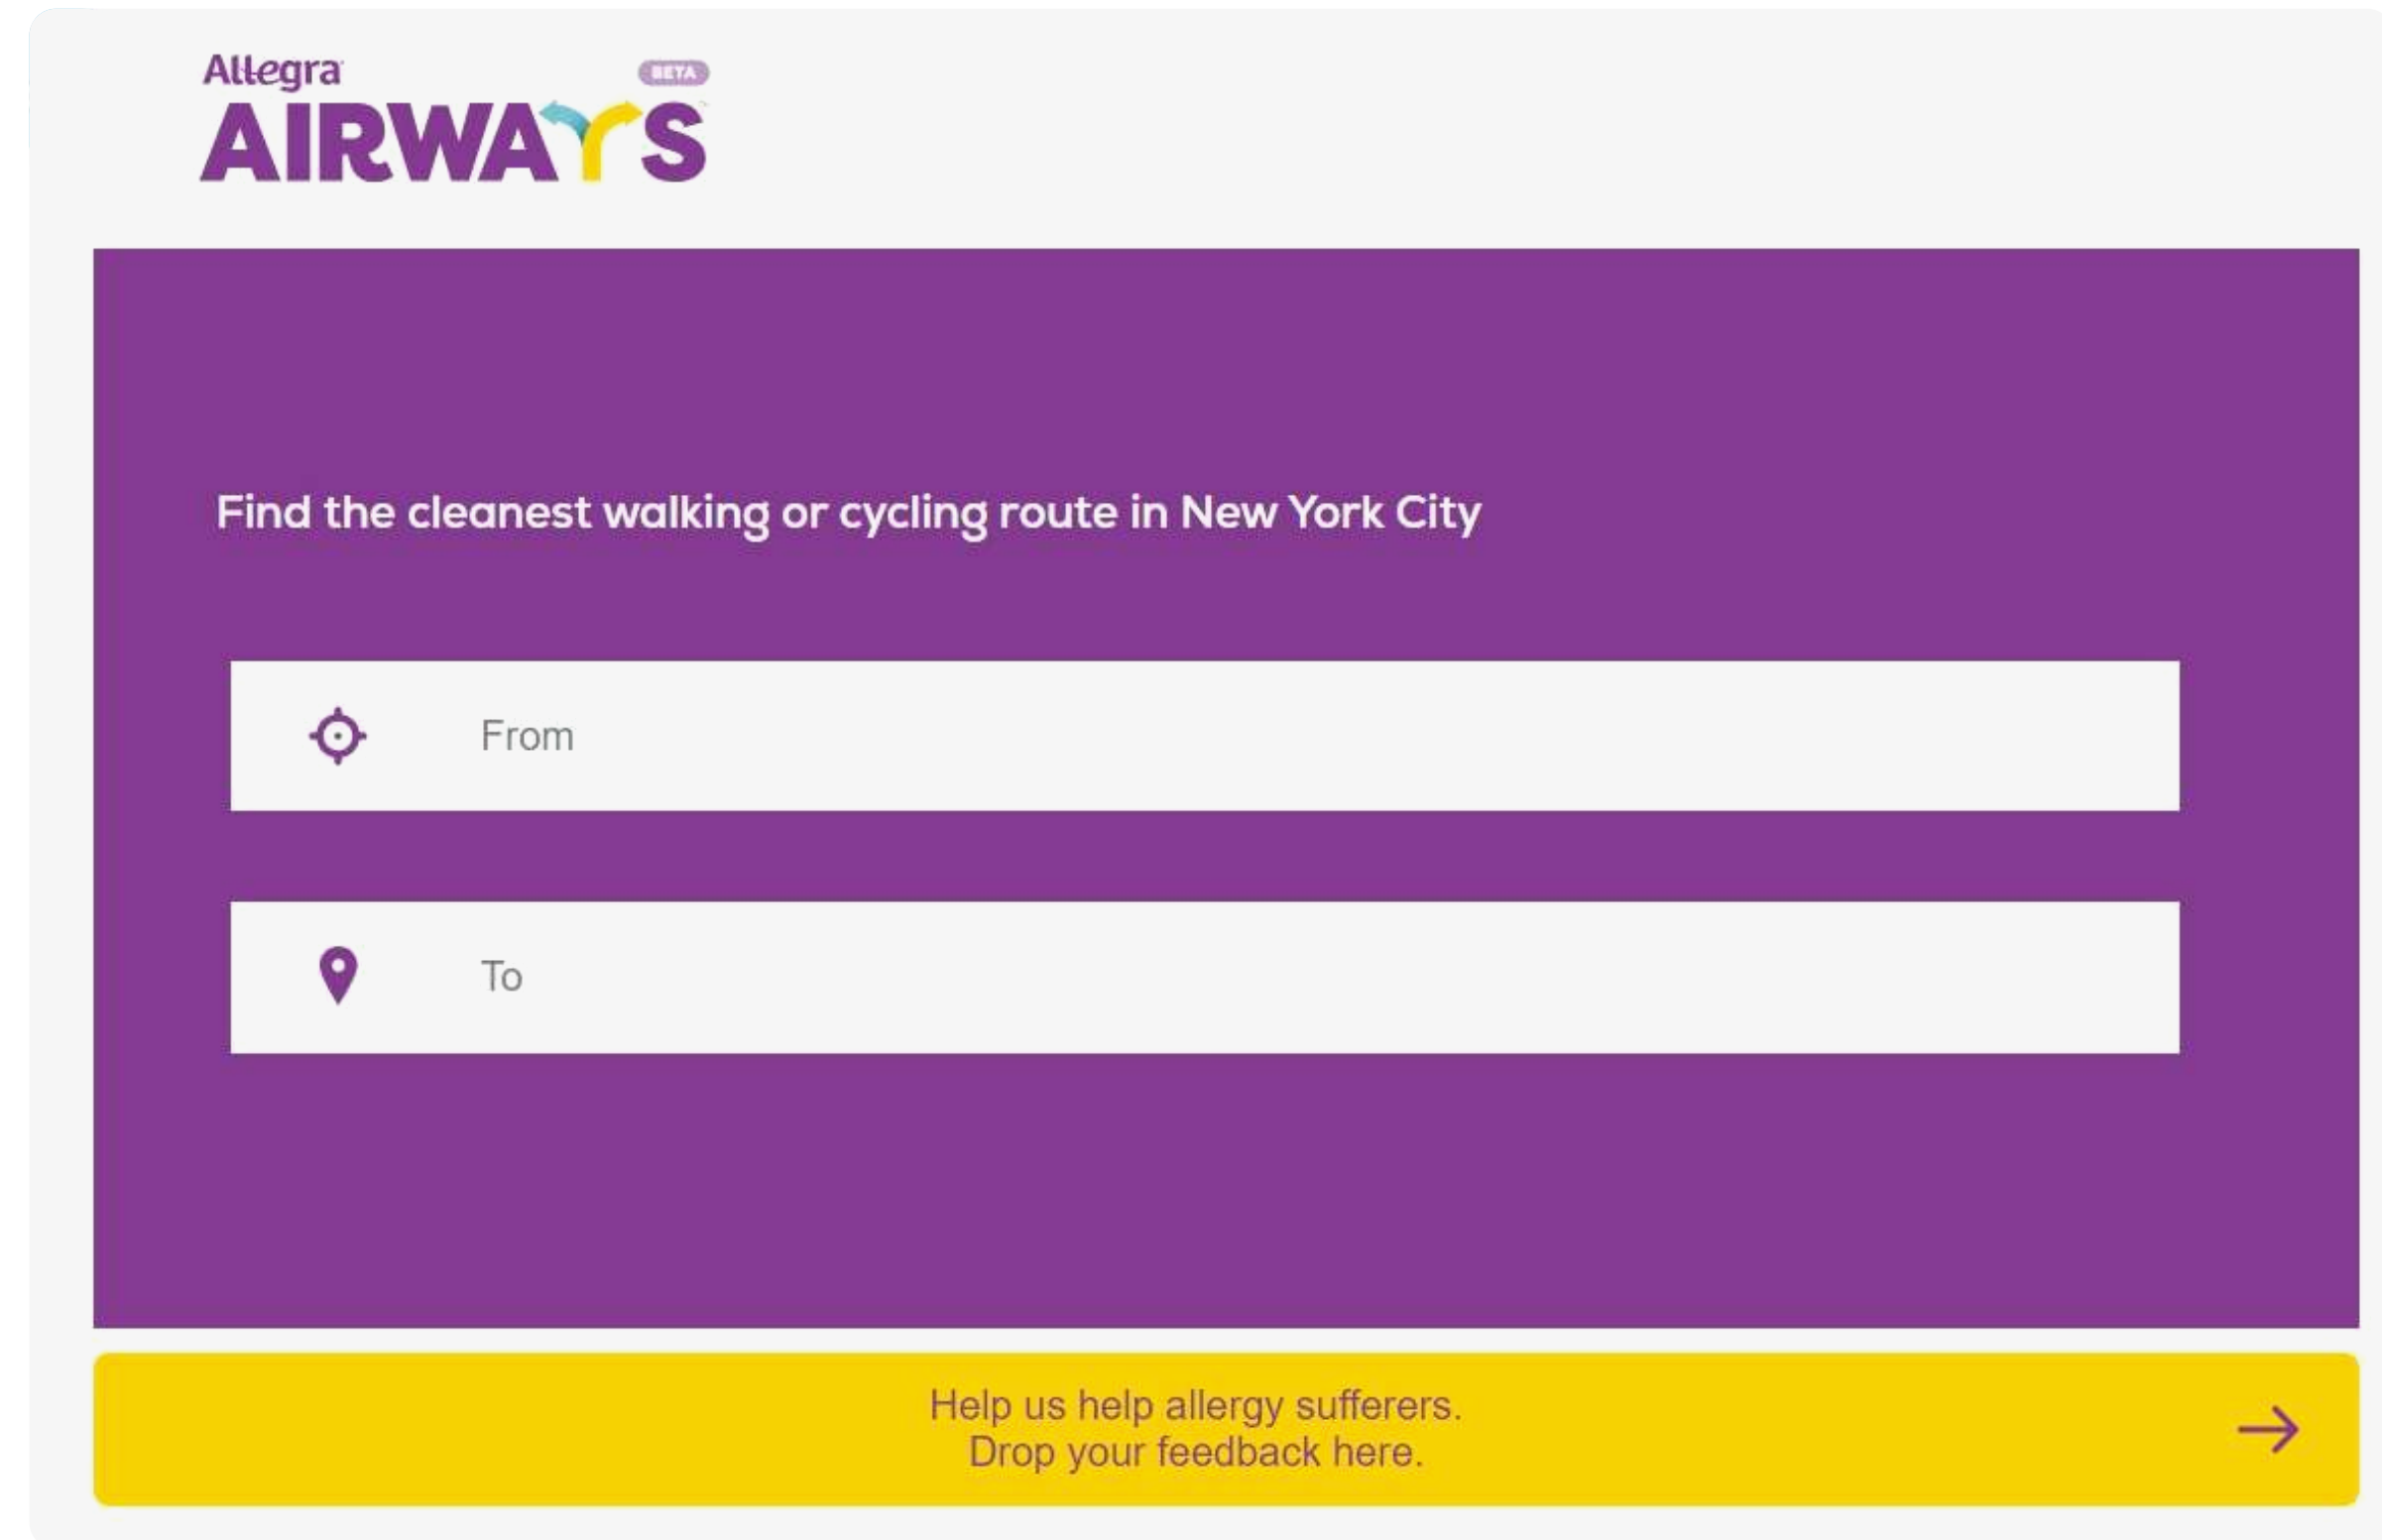 Allegra
BETA
AIRWAYS
Find the cleanest walking or cycling route in New York City
From
To
Help us help allergy sufferers.
Drop your feedback here.